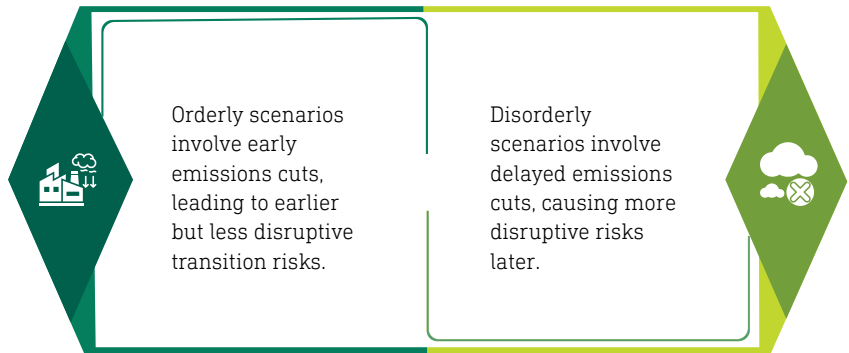 Orderly scenarios
involve early
emissions cuts,
leading to earlier
but less disruptive
transition risks.
Disorderly
scenarios involve
delayed emissions
cuts, causing more
disruptive risks
later.